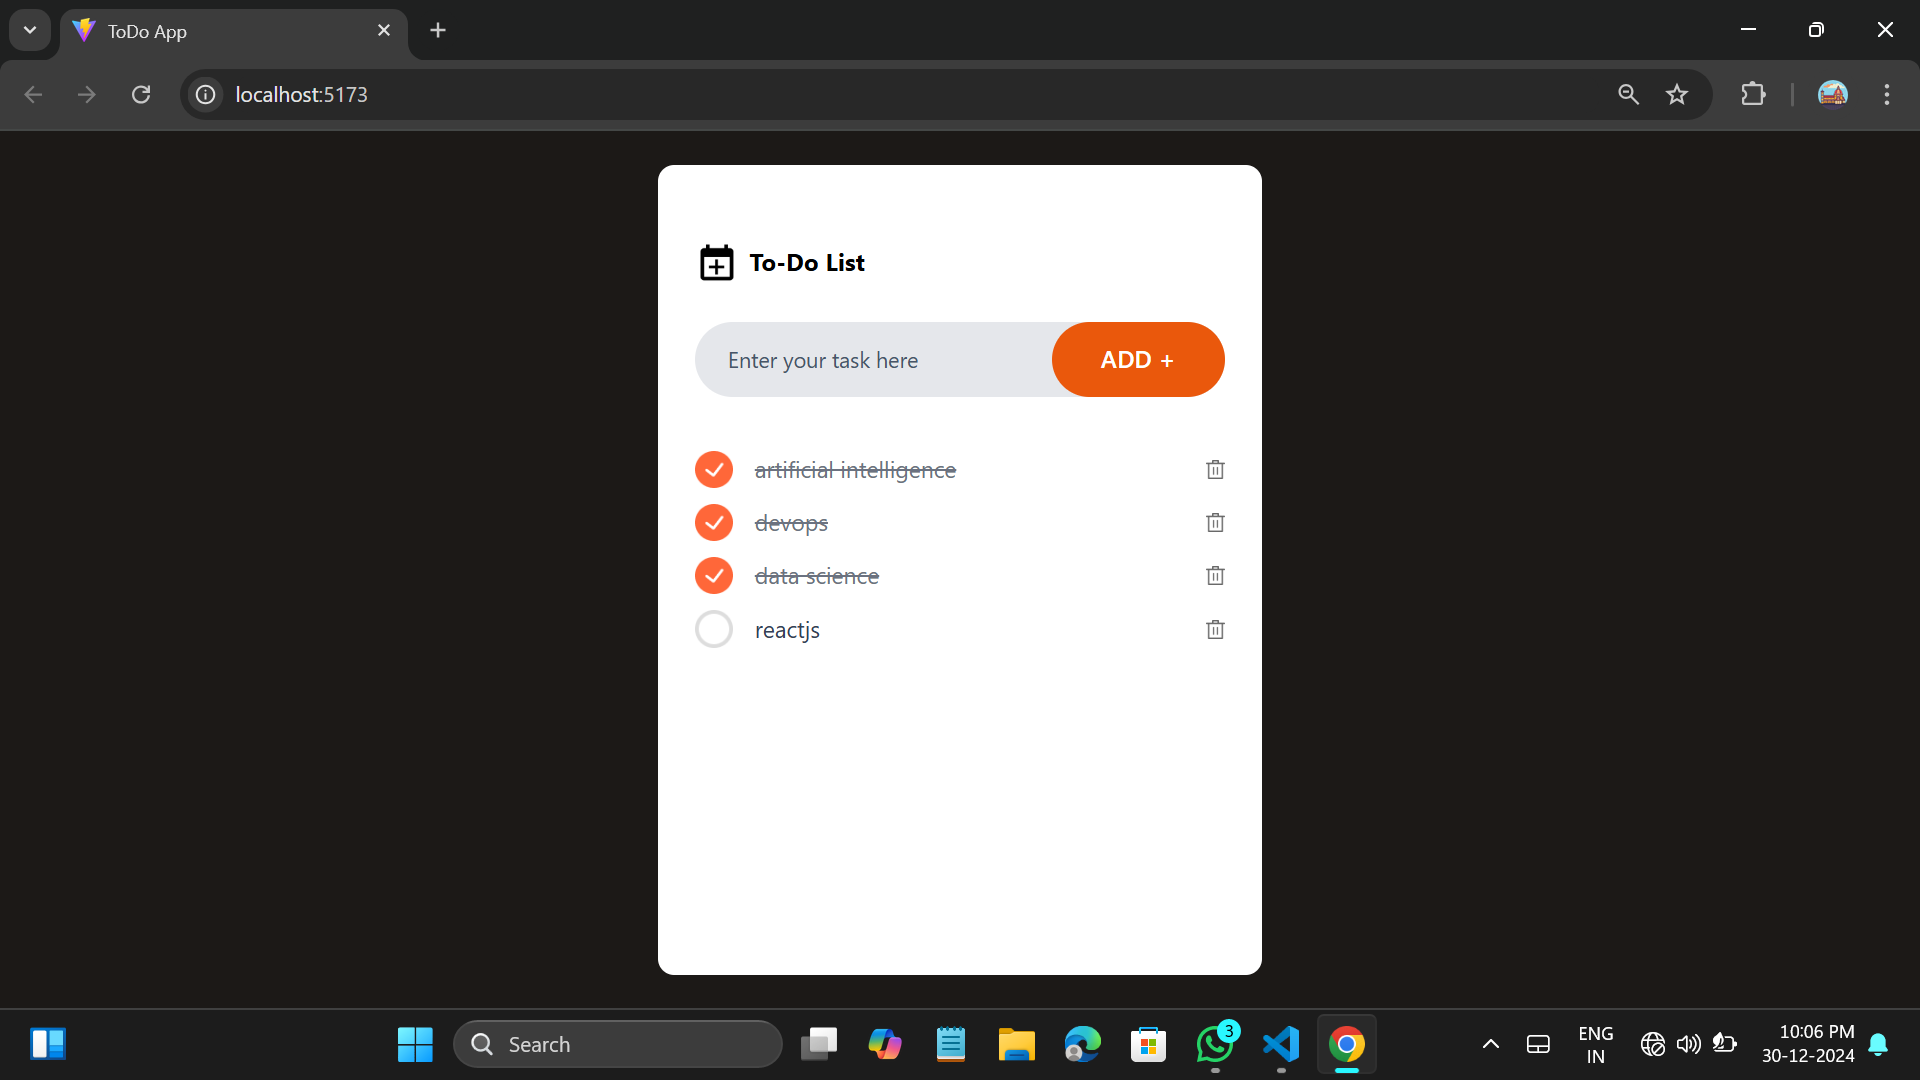 ToDo App
localhost:5173
To-Do List
Enter your task here
ADD +
artificial intelligence
devops
data science
reactjs
Search
3
ENG
IN
10:06 PM
30-12-2024